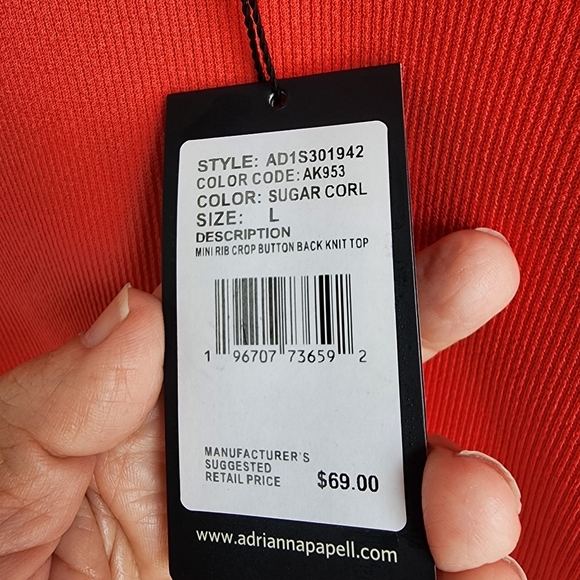 STYLE: AD1S301942
COLOR CODE: AK953
COLOR: SUGAR CORL
SIZE: L
DESCRIPTION
MINI RIB CROP BUTTON BACK KNIT TOP
1 96707 73659 2
MANUFACTURER'S
SUGGESTED
RETAIL PRICE $69.00
www.adriannapapell.com